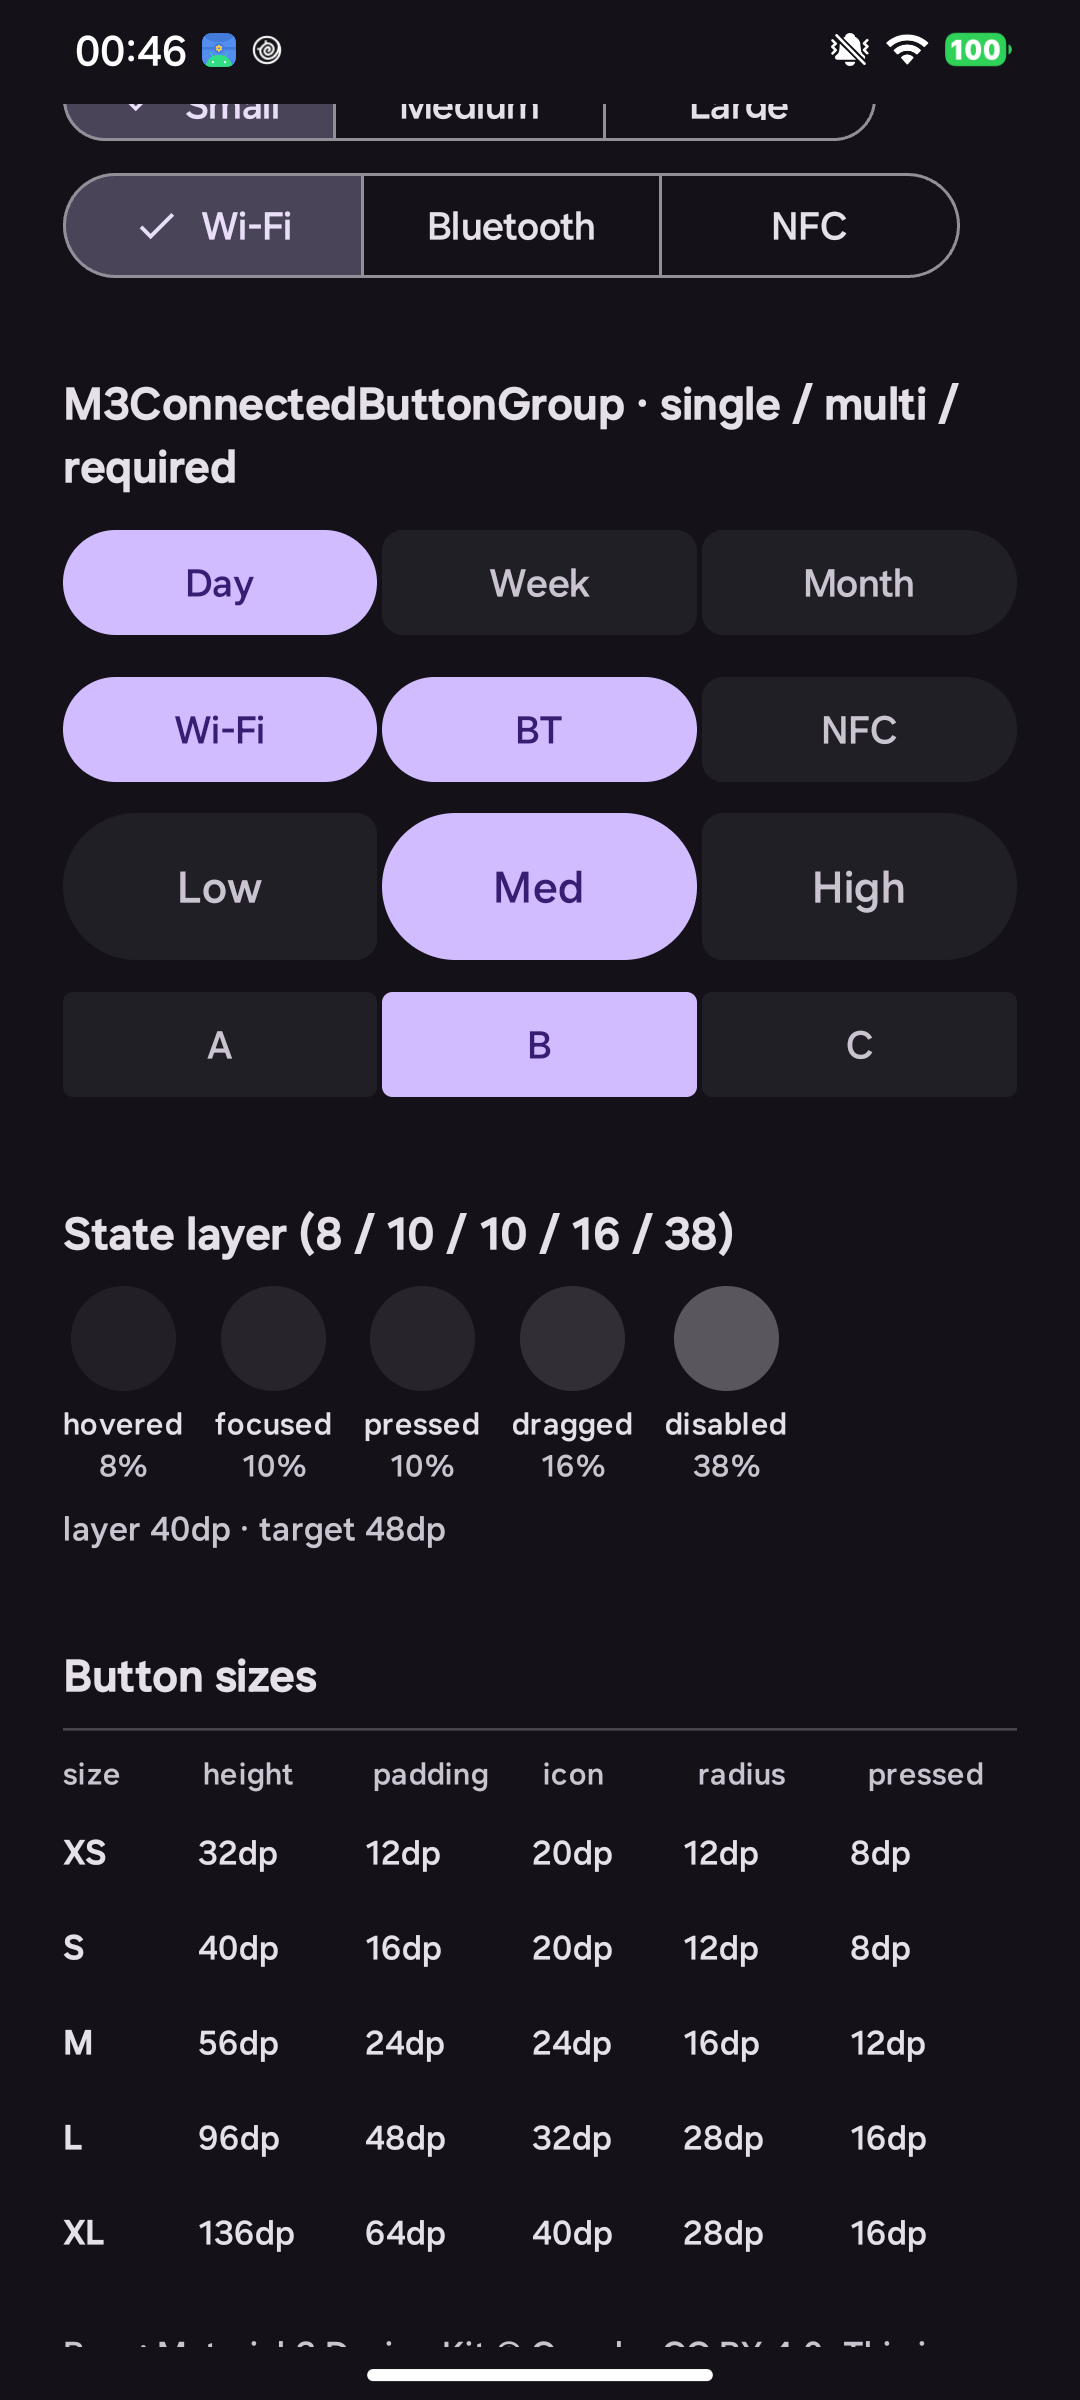 00:46
100
Small Medium Large
Wi-Fi Bluetooth NFC
M3ConnectedButtonGroup · single / multi /
required
Day Week Month
Wi-Fi BT NFC
Low Med High
A B C
State layer (8 / 10 / 10 / 16 / 38)
hovered focused pressed dragged disabled
8% 10% 10% 16% 38%
layer 40dp · target 48dp
Button sizes
size height padding icon radius pressed
XS 32dp 12dp 20dp 12dp 8dp
S 40dp 16dp 20dp 12dp 8dp
M 56dp 24dp 24dp 16dp 12dp
L 96dp 48dp 32dp 28dp 16dp
XL 136dp 64dp 40dp 28dp 16dp